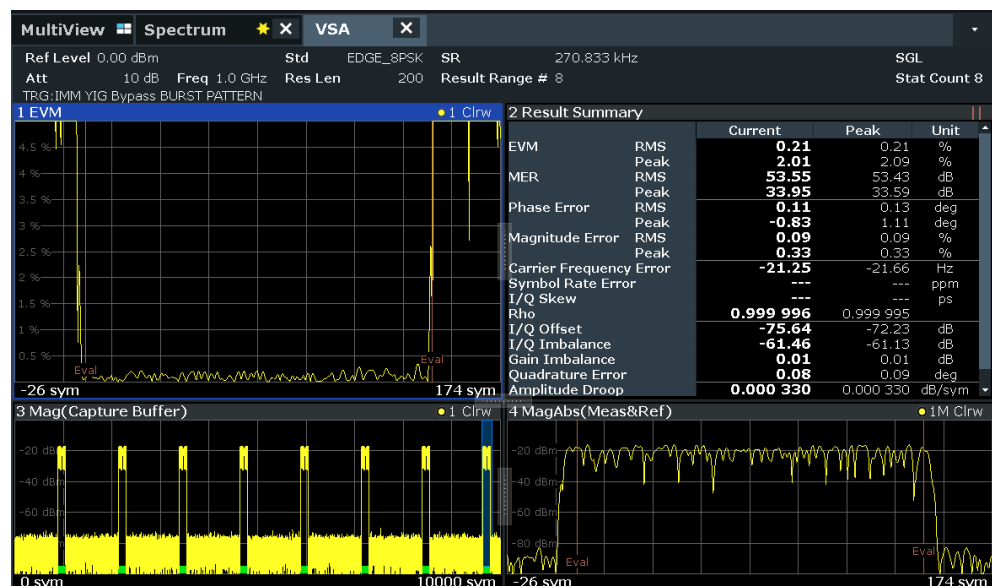 MultiView Spectrum X VSA X
Ref Level 0.00 dBm Std EDGE_8PSK SR 270.833 kHz SGL
Att 10 dB Freq 1.0 GHz Res Len 200 Result Range # 8 Stat Count 8
TRG:IMM YIG Bypass BURST PATTERN
1 EVM 1 Clrw
4.5 %
4 %
3.5 %
3 %
2.5 %
2 %
1.5 %
1 %
0.5 %
Eval Eval
-26 sym 174 sym
2 Result Summary
Current Peak Unit
EVM RMS 0.21 0.21 %
Peak 2.01 2.09 %
MER RMS 53.55 53.43 dB
Peak 33.95 33.59 dB
Phase Error RMS 0.11 0.13 deg
Peak -0.83 1.11 deg
Magnitude Error RMS 0.09 0.09 %
Peak 0.33 0.33 %
Carrier Frequency Error -21.25 -21.66 Hz
Symbol Rate Error --- --- ppm
I/Q Skew --- --- ps
Rho 0.999 996 0.999 995
I/Q Offset -75.64 -72.23 dB
I/Q Imbalance -61.46 -61.13 dB
Gain Imbalance 0.01 0.01 dB
Quadrature Error 0.08 0.09 deg
Amplitude Droop 0.000 330 0.000 330 dB/sym
3 Mag(Capture Buffer) 1 Clrw
-20 dBm
-40 dBm
-60 dBm
0 sym 10000 sym
4 MagAbs(Meas&Ref) 1M Clrw
-20 dBm
-40 dBm
-60 dBm
-80 dBm
Eval Eval
-26 sym 174 sym